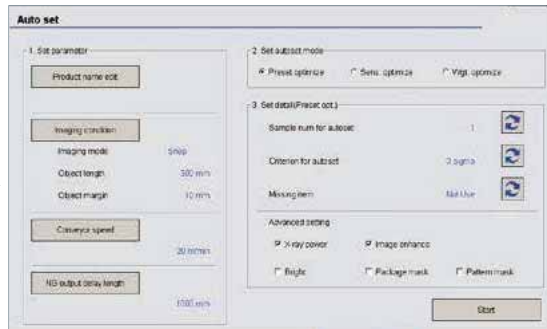 Auto set
1. Set parameter
Product name edit
Imaging condition
Imaging mode Snap
Object length 300 mm
Object margin 10 mm
Conveyor speed
20 m/min
NG output delay length
1000 mm
2. Set autoset mode
Preset optimize Sens. optimize Wgt. optimize
3. Set detail(Preset opt.)
Sample num for autoset 1
Criterion for autoset 3 sigma
Missing item Not Use
Advanced setting
X-ray power Image enhance
Bright Package mask Pattern mask
Start